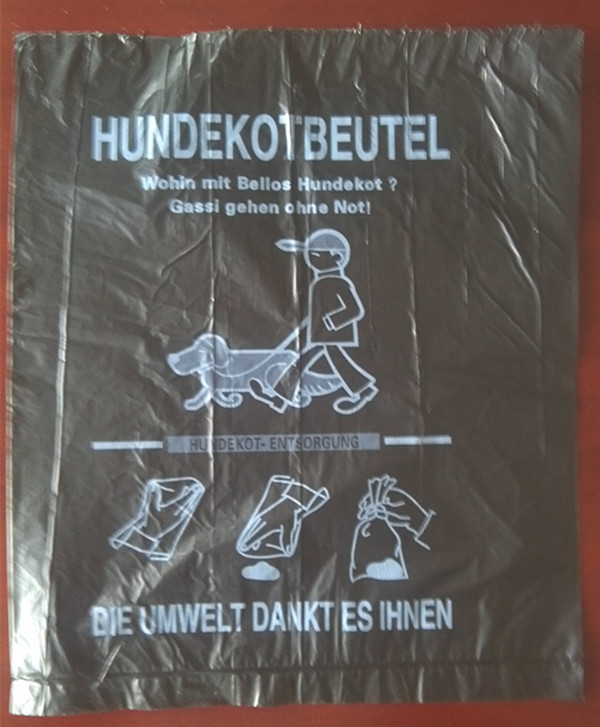 HUNDEKOTBEUTEL
Wohin mit Bellos Hundekot ?
Gassi gehen ohne Not!
HUNDEKOT- ENTSORGUNG
DIE UMWELT DANKT ES IHNEN